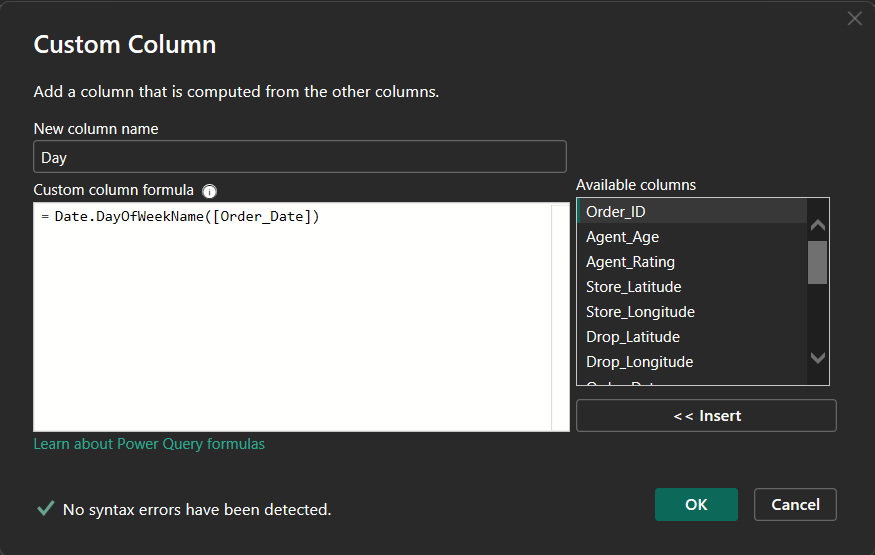 Custom Column
Add a column that is computed from the other columns.
New column name
Day
Custom column formula
= Date.DayOfWeekName([Order_Date])
Available columns
Order_ID
Agent_Age
Agent_Rating
Store_Latitude
Store_Longitude
Drop_Latitude
Drop_Longitude
<< Insert
Learn about Power Query formulas
No syntax errors have been detected.
OK
Cancel